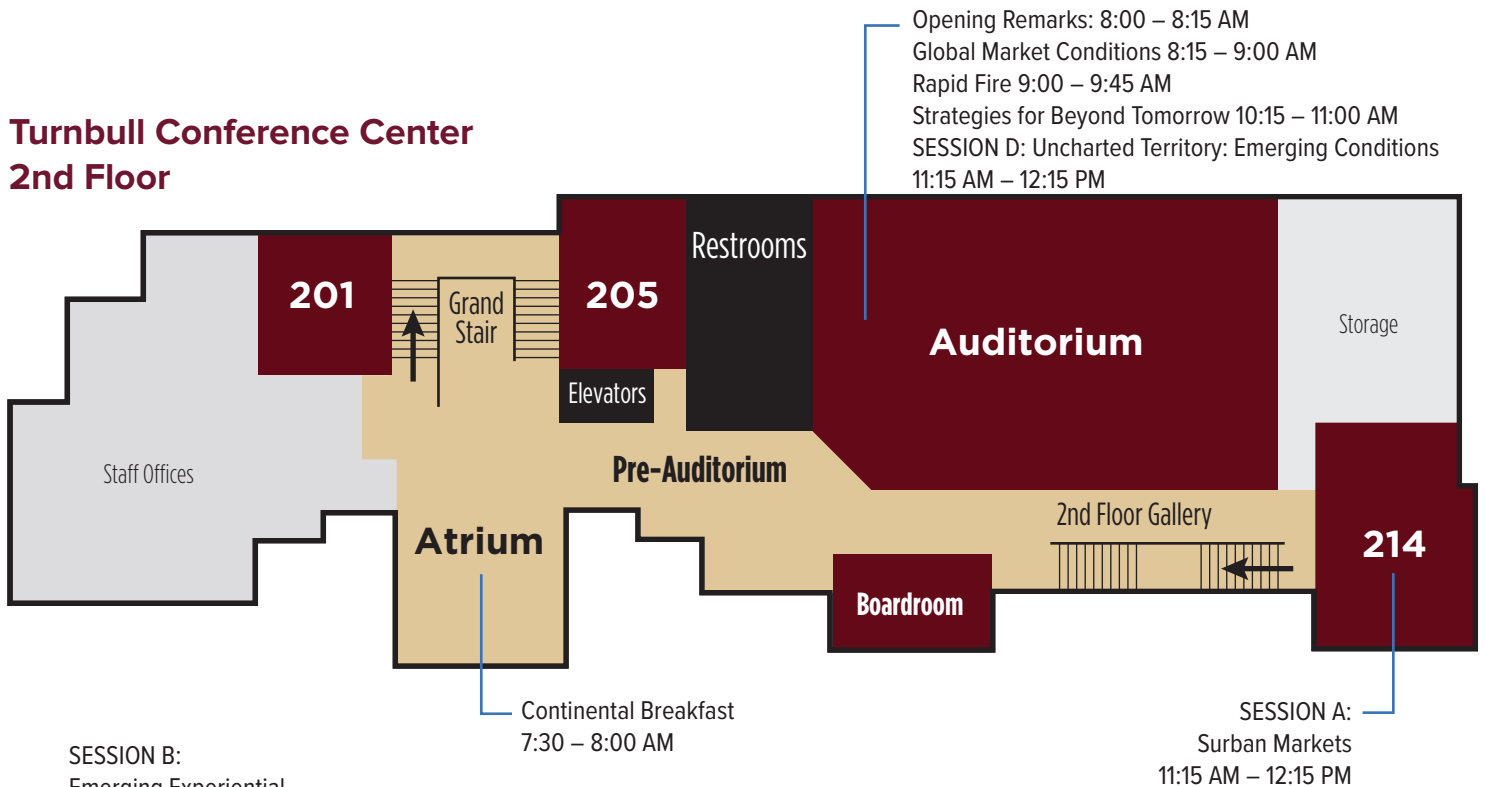 Opening Remarks: 8:00 – 8:15 AM
Global Market Conditions 8:15 – 9:00 AM
Rapid Fire 9:00 – 9:45 AM
Strategies for Beyond Tomorrow 10:15 – 11:00 AM
SESSION D: Uncharted Territory: Emerging Conditions
11:15 AM – 12:15 PM
Turnbull Conference Center
2nd Floor
201
Grand
Stair
205
Elevators
Restrooms
Auditorium
Storage
Staff Offices
Pre-Auditorium
Atrium
2nd Floor Gallery
Boardroom
214
Continental Breakfast
7:30 – 8:00 AM
SESSION A:
Surban Markets
11:15 AM – 12:15 PM
SESSION B:
Emerging Experiential